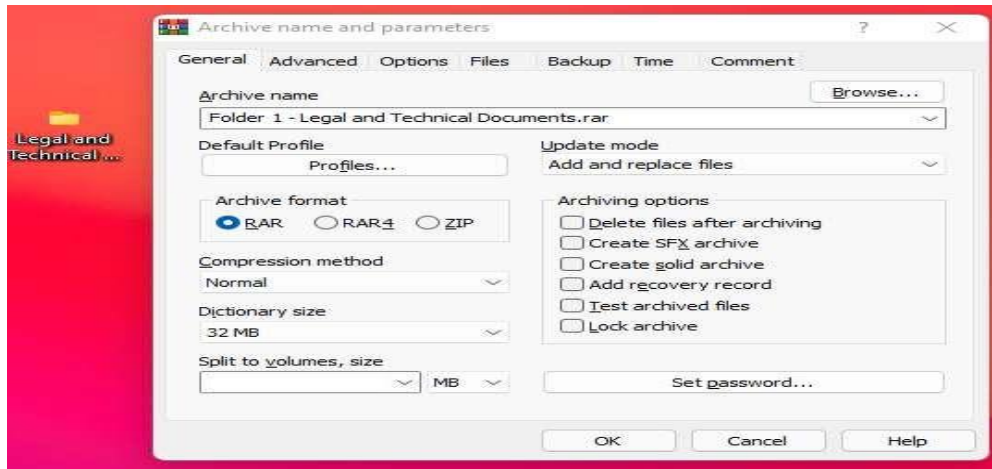 Archive name and parameters
General Advanced Options Files Backup Time Comment
Archive name
Browse...
Folder 1 - Legal and Technical Documents.rar
Legal and
Technical ...
Default Profile
Profiles...
Update mode
Add and replace files
Archive format
RAR RAR4 ZIP
Compression method
Normal
Dictionary size
32 MB
Split to volumes, size
MB
Archiving options
Delete files after archiving
Create SFX archive
Create solid archive
Add recovery record
Test archived files
Lock archive
Set password...
OK Cancel Help